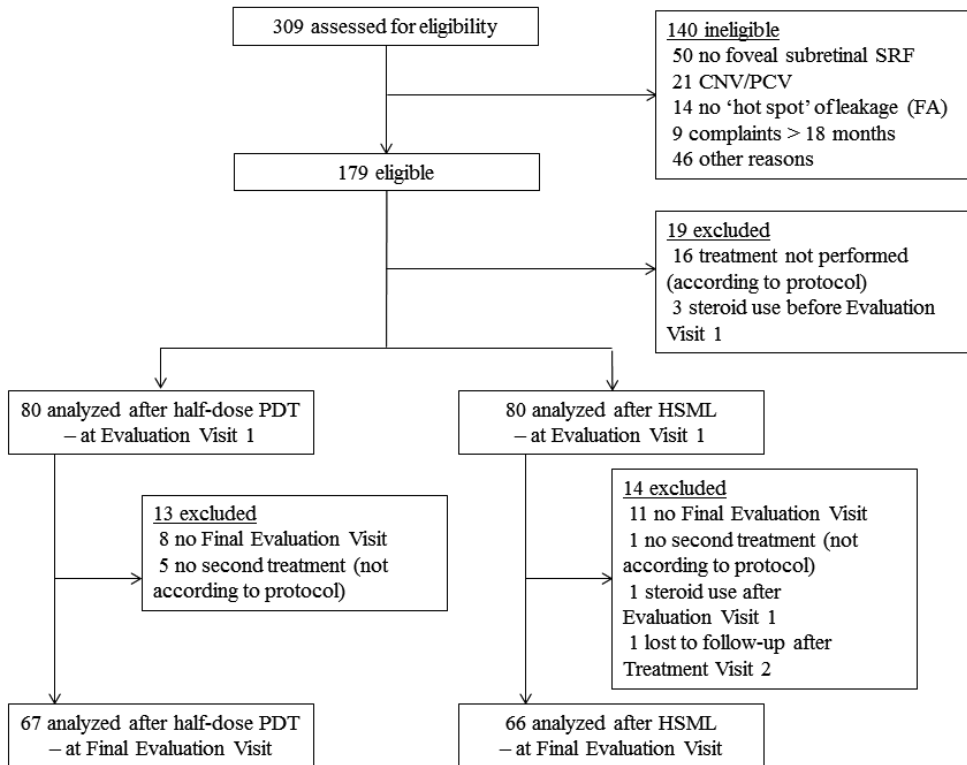 309 assessed for eligibility
140 ineligible
50 no foveal subretinal SRF
21 CNV/PCV
14 no ‘hot spot’ of leakage (FA)
9 complaints > 18 months
46 other reasons
179 eligible
19 excluded
16 treatment not performed
(according to protocol)
3 steroid use before Evaluation
Visit 1
80 analyzed after half-dose PDT
– at Evaluation Visit 1
80 analyzed after HSML
– at Evaluation Visit 1
13 excluded
8 no Final Evaluation Visit
5 no second treatment (not
according to protocol)
14 excluded
11 no Final Evaluation Visit
1 no second treatment (not
according to protocol)
1 steroid use after
Evaluation Visit 1
1 lost to follow-up after
Treatment Visit 2
67 analyzed after half-dose PDT
– at Final Evaluation Visit
66 analyzed after HSML
– at Final Evaluation Visit